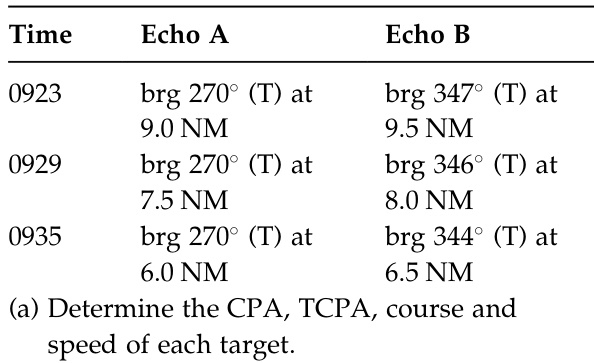 Time Echo A Echo B
0923 brg 270° (T) at brg 347° (T) at
9.0 NM 9.5 NM
0929 brg 270° (T) at brg 346° (T) at
7.5 NM 8.0 NM
0935 brg 270° (T) at brg 344° (T) at
6.0 NM 6.5 NM
(a) Determine the CPA, TCPA, course and
speed of each target.